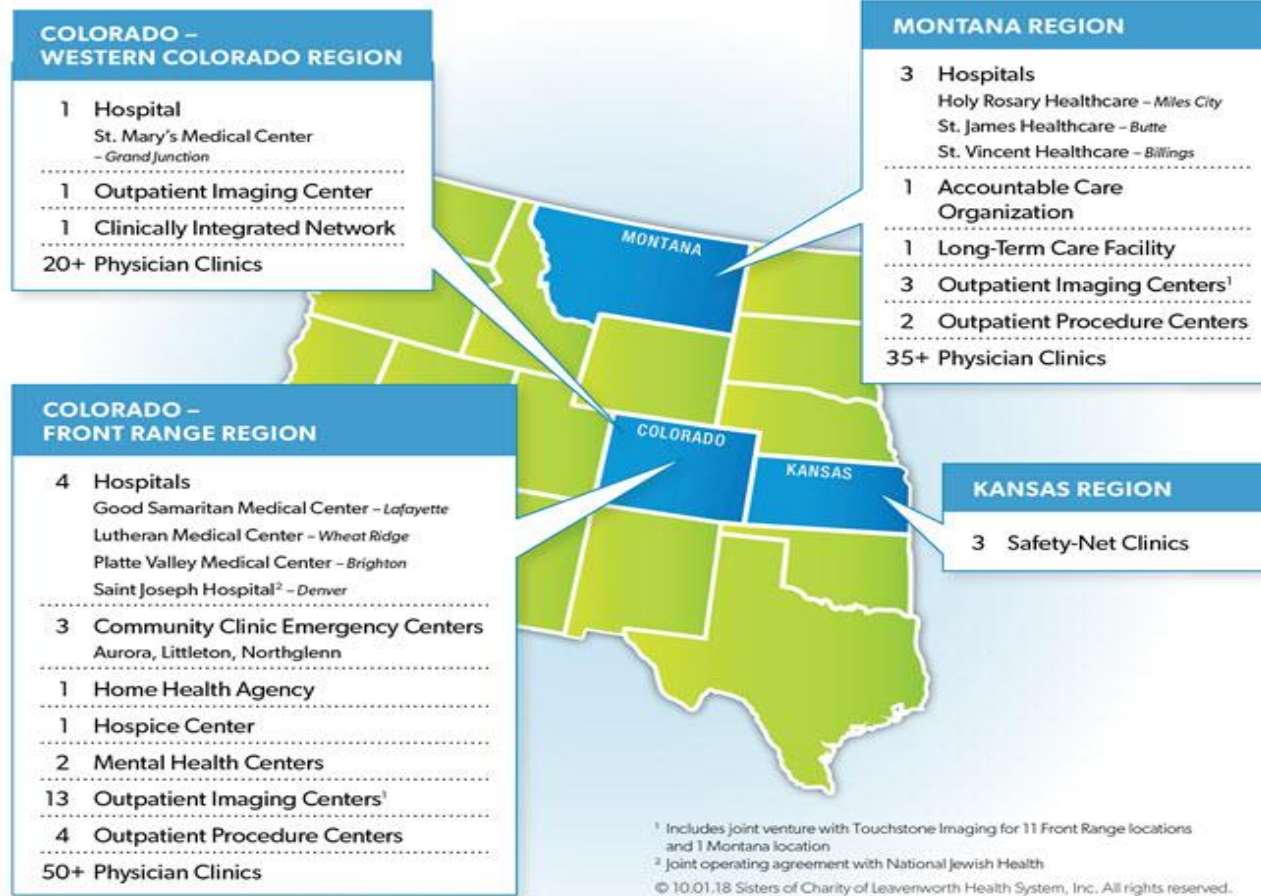 COLORADO –
WESTERN COLORADO REGION
1 Hospital
St. Mary's Medical Center
– Grand Junction
1 Outpatient Imaging Center
1 Clinically Integrated Network
20+ Physician Clinics
MONTANA REGION
3 Hospitals
Holy Rosary Healthcare – Miles City
St. James Healthcare – Butte
St. Vincent Healthcare – Billings
1 Accountable Care
Organization
1 Long-Term Care Facility
3 Outpatient Imaging Centers¹
2 Outpatient Procedure Centers
35+ Physician Clinics
MONTANA
COLORADO
KANSAS
COLORADO –
FRONT RANGE REGION
4 Hospitals
Good Samaritan Medical Center – Lafayette
Lutheran Medical Center – Wheat Ridge
Platte Valley Medical Center – Brighton
Saint Joseph Hospital² – Denver
3 Community Clinic Emergency Centers
Aurora, Littleton, Northglenn
1 Home Health Agency
1 Hospice Center
2 Mental Health Centers
13 Outpatient Imaging Centers¹
4 Outpatient Procedure Centers
50+ Physician Clinics
KANSAS REGION
3 Safety-Net Clinics
¹ Includes joint venture with Touchstone Imaging for 11 Front Range locations
and 1 Montana location
² Joint operating agreement with National Jewish Health
© 10.01.18 Sisters of Charity of Leavenworth Health System, Inc. All rights reserved.